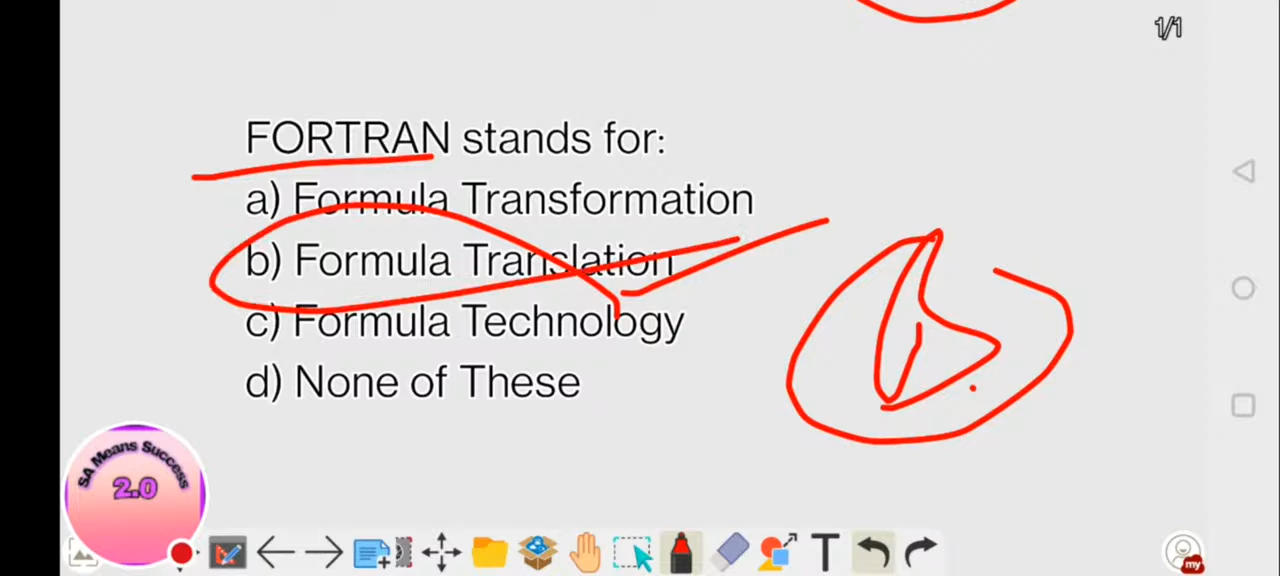 1/1
FORTRAN stands for:
a) Formula Transformation
b) Formula Translation
c) Formula Technology
d) None of These
SA Means Success
2.0
T
my